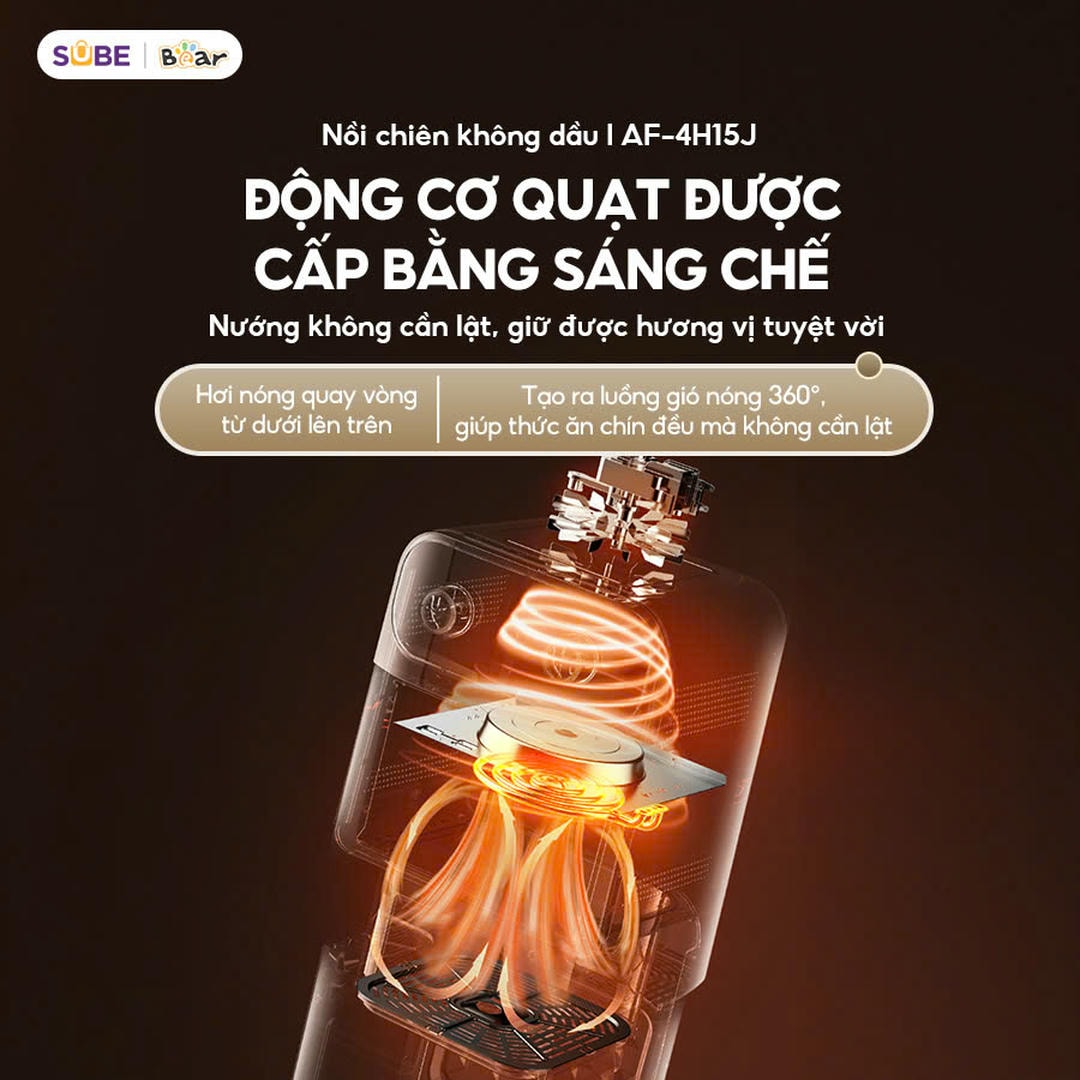 SUBE | Bear
Nồi chiên không dầu | AF-4H15J
ĐỘNG CƠ QUẠT ĐƯỢC
CẤP BẰNG SÁNG CHẾ
Nướng không cần lật, giữ được hương vị tuyệt vời
Hơi nóng quay vòng
từ dưới lên trên
Tạo ra luồng gió nóng 360°,
giúp thức ăn chín đều mà không cần lật